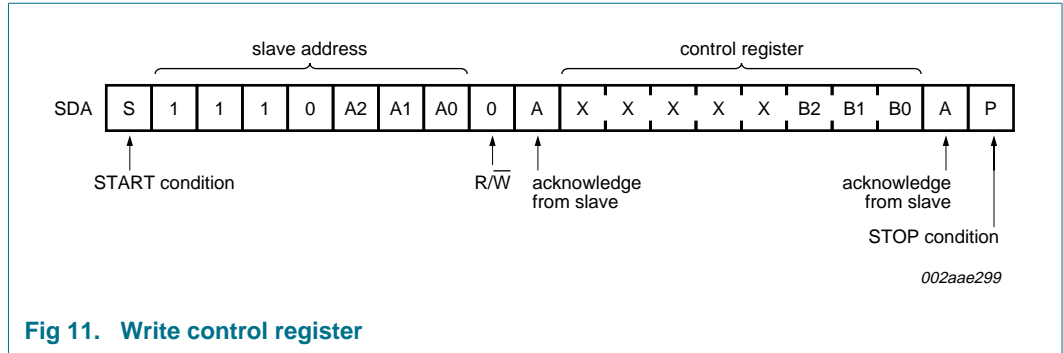 slave address control register
SDA S 1 1 1 0 A2 A1 A0 0 A X X X X X B2 B1 B0 A P
START condition R/W̅ acknowledge from slave acknowledge from slave
STOP condition
002aae299
Fig 11. Write control register